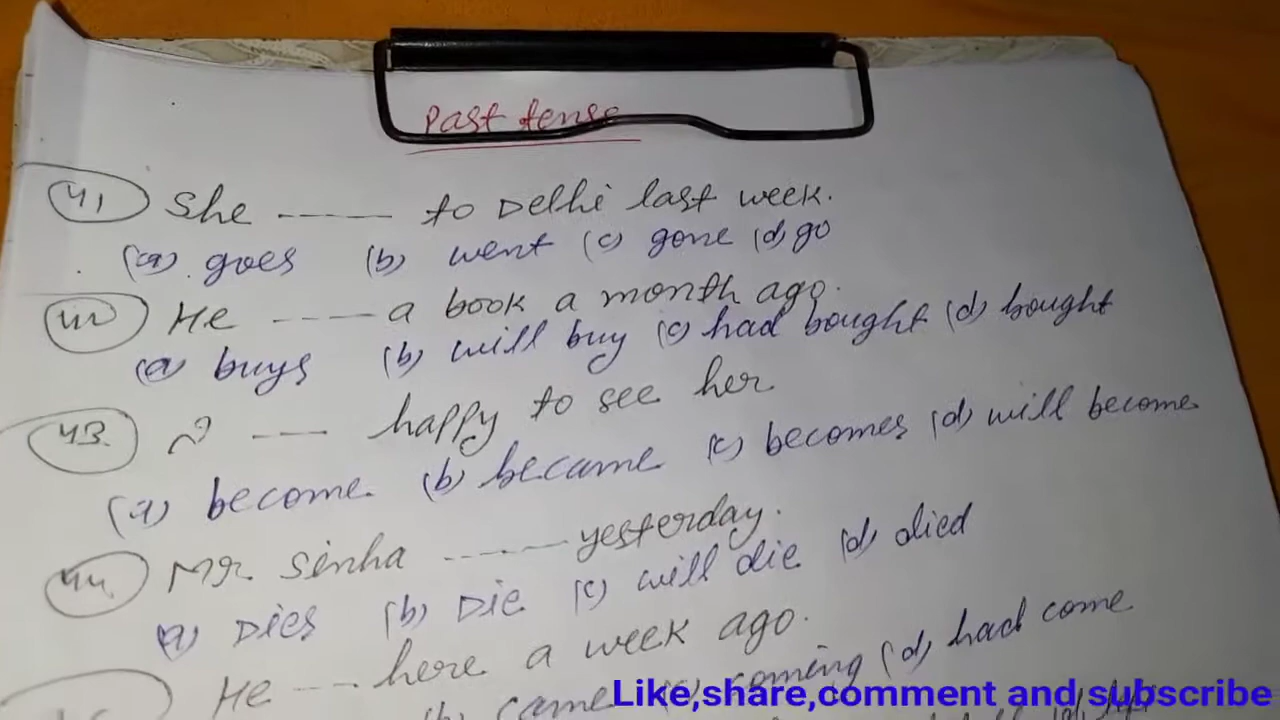 Past tense
41, She ------ to Delhi last week.
(a) goes (b) went (c) gone (d) go
42 He ----- a book a month ago.
(a) buys (b) will buy (c) had bought (d) bought
43. I ---- happy to see her
(a) become. (b) became (c) becomes (d) will become
44. Mr. Sinha ------ yesterday.
(a) Dies (b) Die (c) will die (d) died
He ---- here a week ago.
(b) came (c) coming (d) had come
Like,share,comment and subscribe